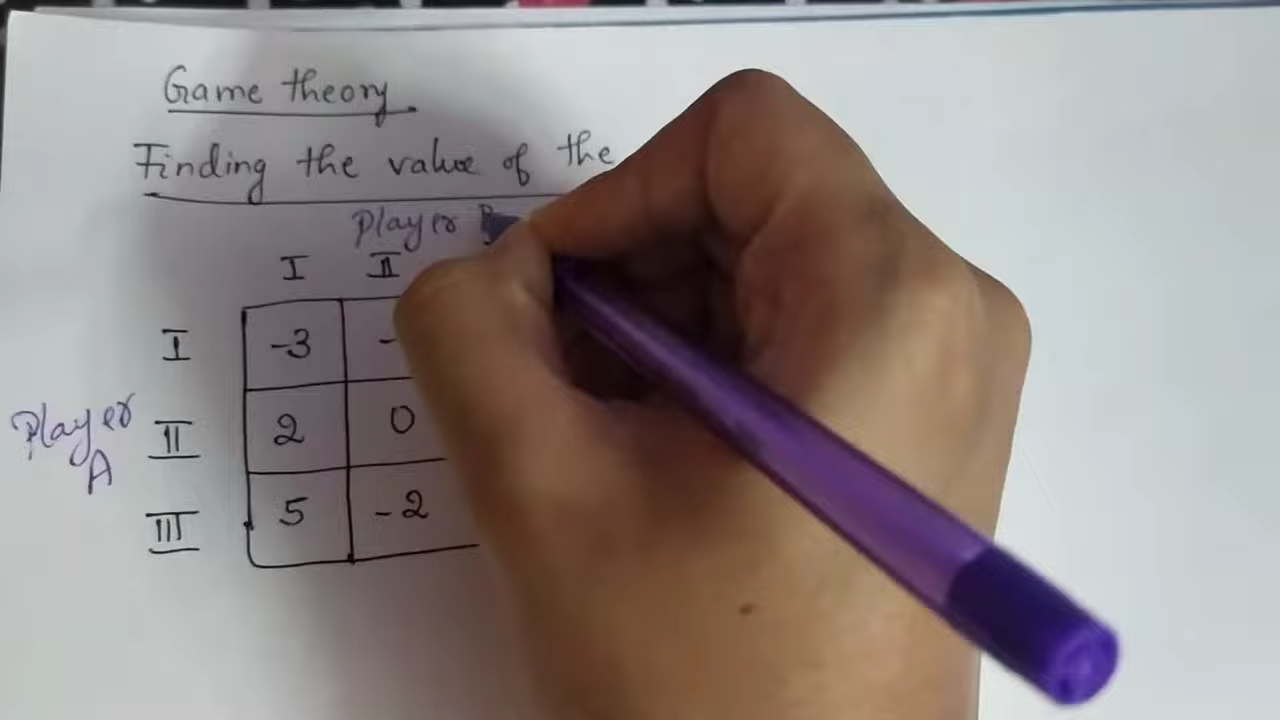 Game theory
Finding the value of the
Player
I II
I -3
II 2 0
Player A
III 5 -2